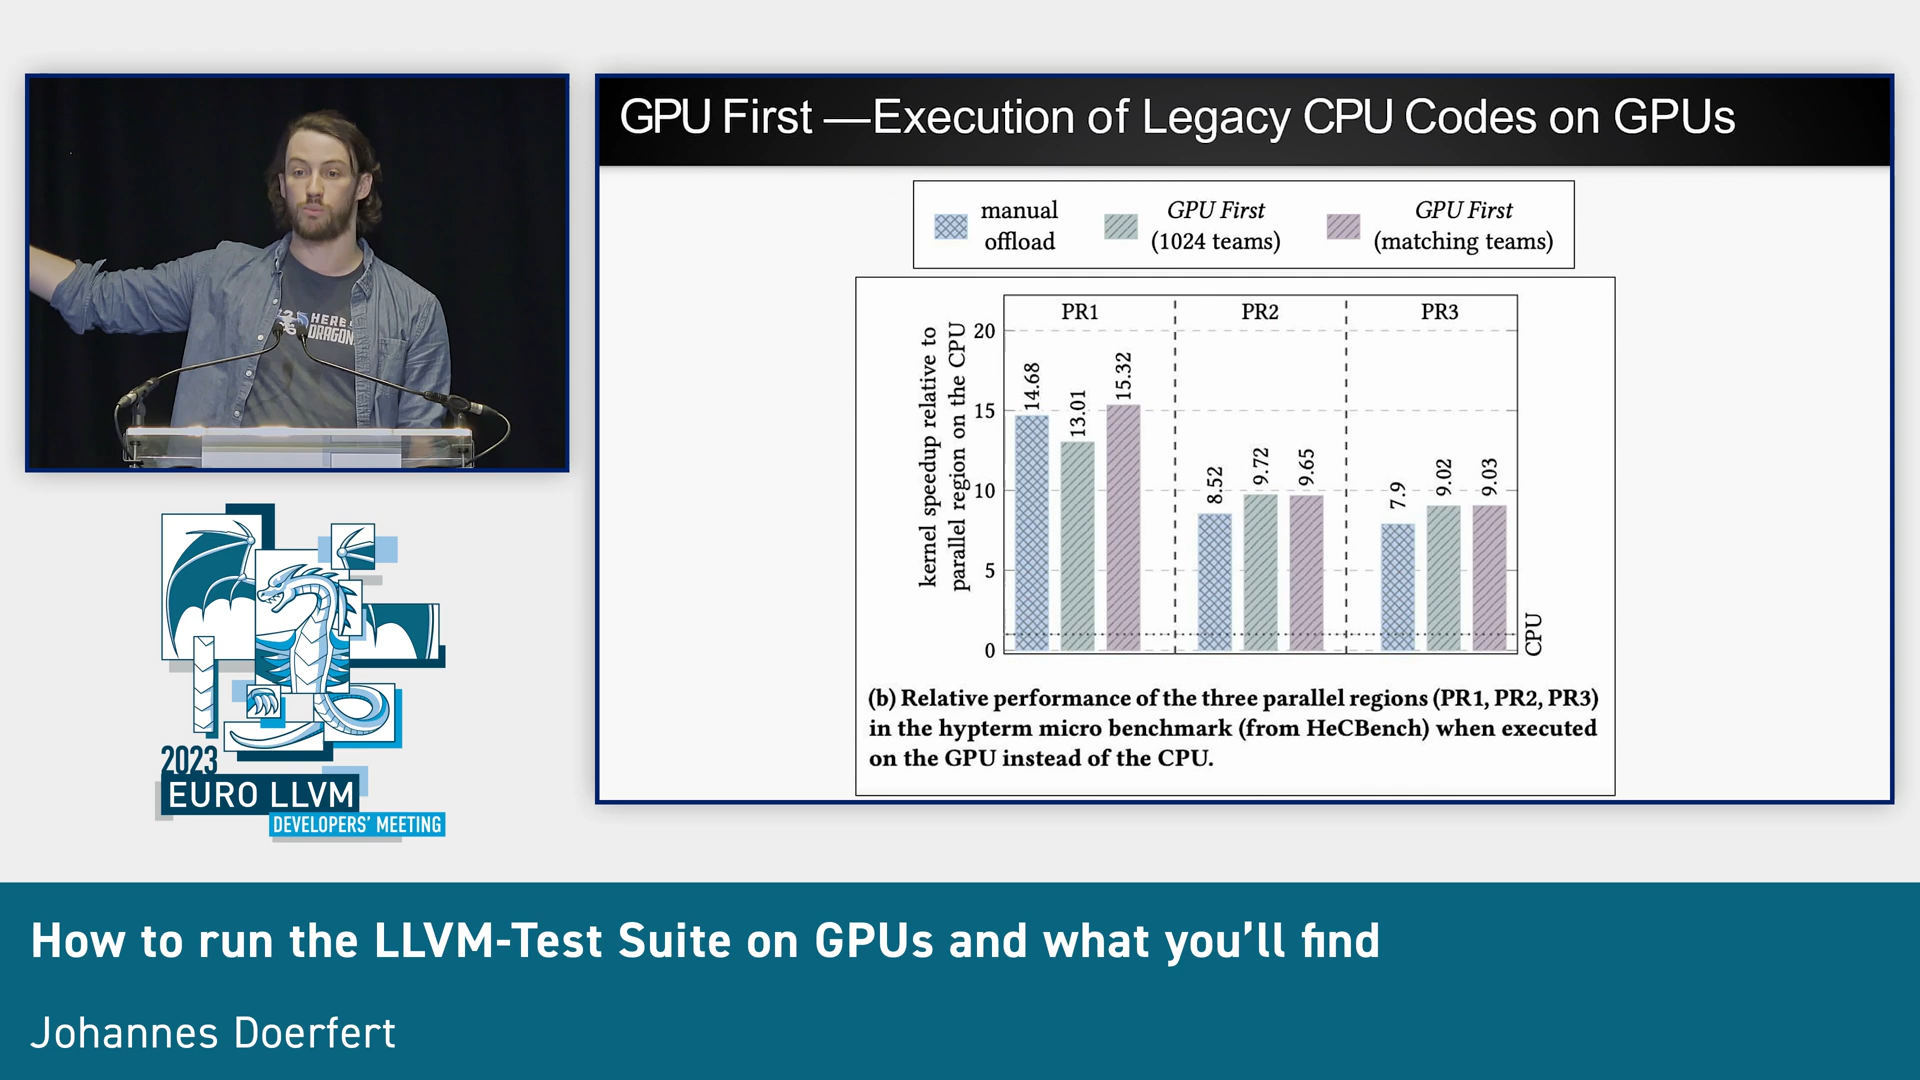 GPU First —Execution of Legacy CPU Codes on GPUs
manual
offload
GPU First
(1024 teams)
GPU First
(matching teams)
kernel speedup relative to
parallel region on the CPU
20
15
10
5
0
PR1
PR2
PR3
14.68
13.01
15.32
8.52
9.72
9.65
7.9
9.02
9.03
CPU
(b) Relative performance of the three parallel regions (PR1, PR2, PR3)
in the hypterm micro benchmark (from HeCBench) when executed
on the GPU instead of the CPU.
HERE
DRAGON
2023
EURO LLVM
DEVELOPERS' MEETING
How to run the LLVM-Test Suite on GPUs and what you’ll find
Johannes Doerfert